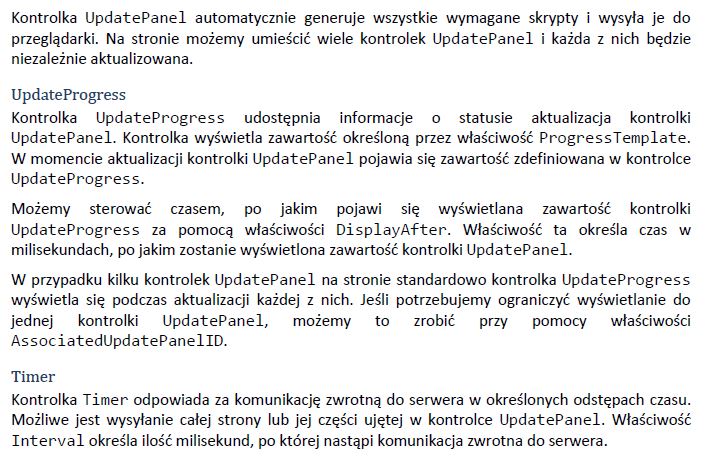 Kontrolka UpdatePanel automatycznie generuje wszystkie wymagane skrypty i wysyła je do
przeglądarki. Na stronie możemy umieścić wiele kontrolek UpdatePanel i każda z nich będzie
niezależnie aktualizowana.
UpdateProgress
Kontrolka UpdateProgress udostępnia informacje o statusie aktualizacja kontrolki
UpdatePanel. Kontrolka wyświetla zawartość określoną przez właściwość ProgressTemplate.
W momencie aktualizacji kontrolki UpdatePanel pojawia się zawartość zdefiniowana w kontrolce
UpdateProgress.
Możemy sterować czasem, po jakim pojawi się wyświetlana zawartość kontrolki
UpdateProgress za pomocą właściwości DisplayAfter. Właściwość ta określa czas w
milisekundach, po jakim zostanie wyświetlona zawartość kontrolki UpdatePanel.
W przypadku kilku kontrolek UpdatePanel na stronie standardowo kontrolka UpdateProgress
wyświetla się podczas aktualizacji każdej z nich. Jeśli potrzebujemy ograniczyć wyświetlanie do
jednej kontrolki UpdatePanel, możemy to zrobić przy pomocy właściwości
AssociatedUpdatePanelID.
Timer
Kontrolka Timer odpowiada za komunikację zwrotną do serwera w określonych odstępach czasu.
Możliwe jest wysyłanie całej strony lub jej części ujętej w kontrolce UpdatePanel. Właściwość
Interval określa ilość milisekund, po której nastąpi komunikacja zwrotna do serwera.